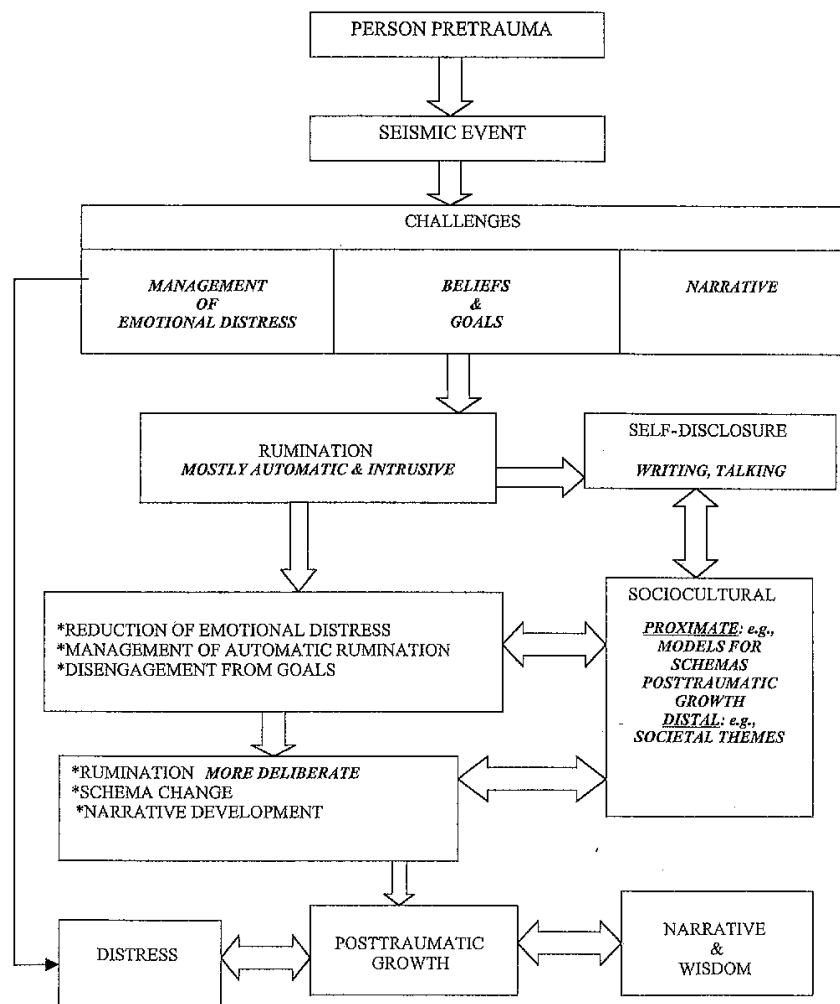 PERSON PRETRAUMA
SEISMIC EVENT
CHALLENGES
MANAGEMENT
OF
EMOTIONAL DISTRESS
BELIEFS
&
GOALS
NARRATIVE
RUMINATION
MOSTLY AUTOMATIC & INTRUSIVE
SELF-DISCLOSURE
WRITING, TALKING
*REDUCTION OF EMOTIONAL DISTRESS
*MANAGEMENT OF AUTOMATIC RUMINATION
*DISENGAGEMENT FROM GOALS
SOCIOCULTURAL
PROXIMATE: e.g.,
MODELS FOR
SCHEMAS
POSTTRAUMATIC
GROWTH
DISTAL: e.g.,
SOCIETAL THEMES
*RUMINATION MORE DELIBERATE
*SCHEMA CHANGE
*NARRATIVE DEVELOPMENT
DISTRESS
POSTTRAUMATIC
GROWTH
NARRATIVE
&
WISDOM